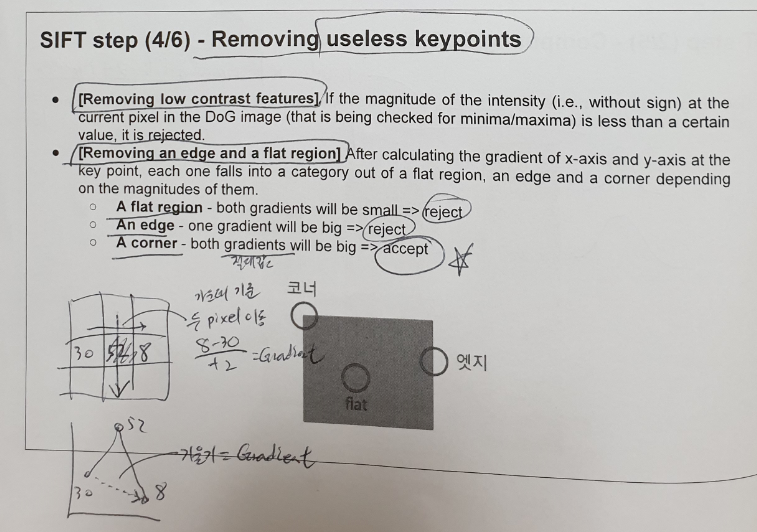 SIFT step (4/6) - Removing useless keypoints
• [Removing low contrast features] If the magnitude of the intensity (i.e., without sign) at the
current pixel in the DoG image (that is being checked for minima/maxima) is less than a certain
value, it is rejected.
• [Removing an edge and a flat region] After calculating the gradient of x-axis and y-axis at the
key point, each one falls into a category out of a flat region, an edge and a corner depending
on the magnitudes of them.
○ A flat region - both gradients will be small => reject
○ An edge - one gradient will be big => reject
○ A corner - both gradients will be big => accept
절대값
코너
두 pixel 이동
30 52 8
8-30
+2
=Gradient
엣지
flat
52
기울기 = Gradient
30 8